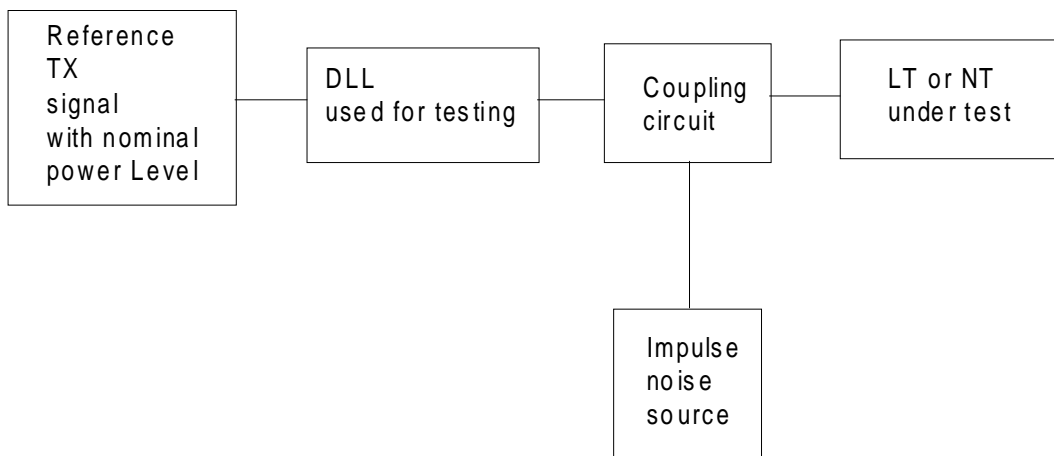 Reference
TX
signal
with nominal
power Level
DLL
used for testing
Coupling
circuit
LT or NT
under test
Impulse
noise
source